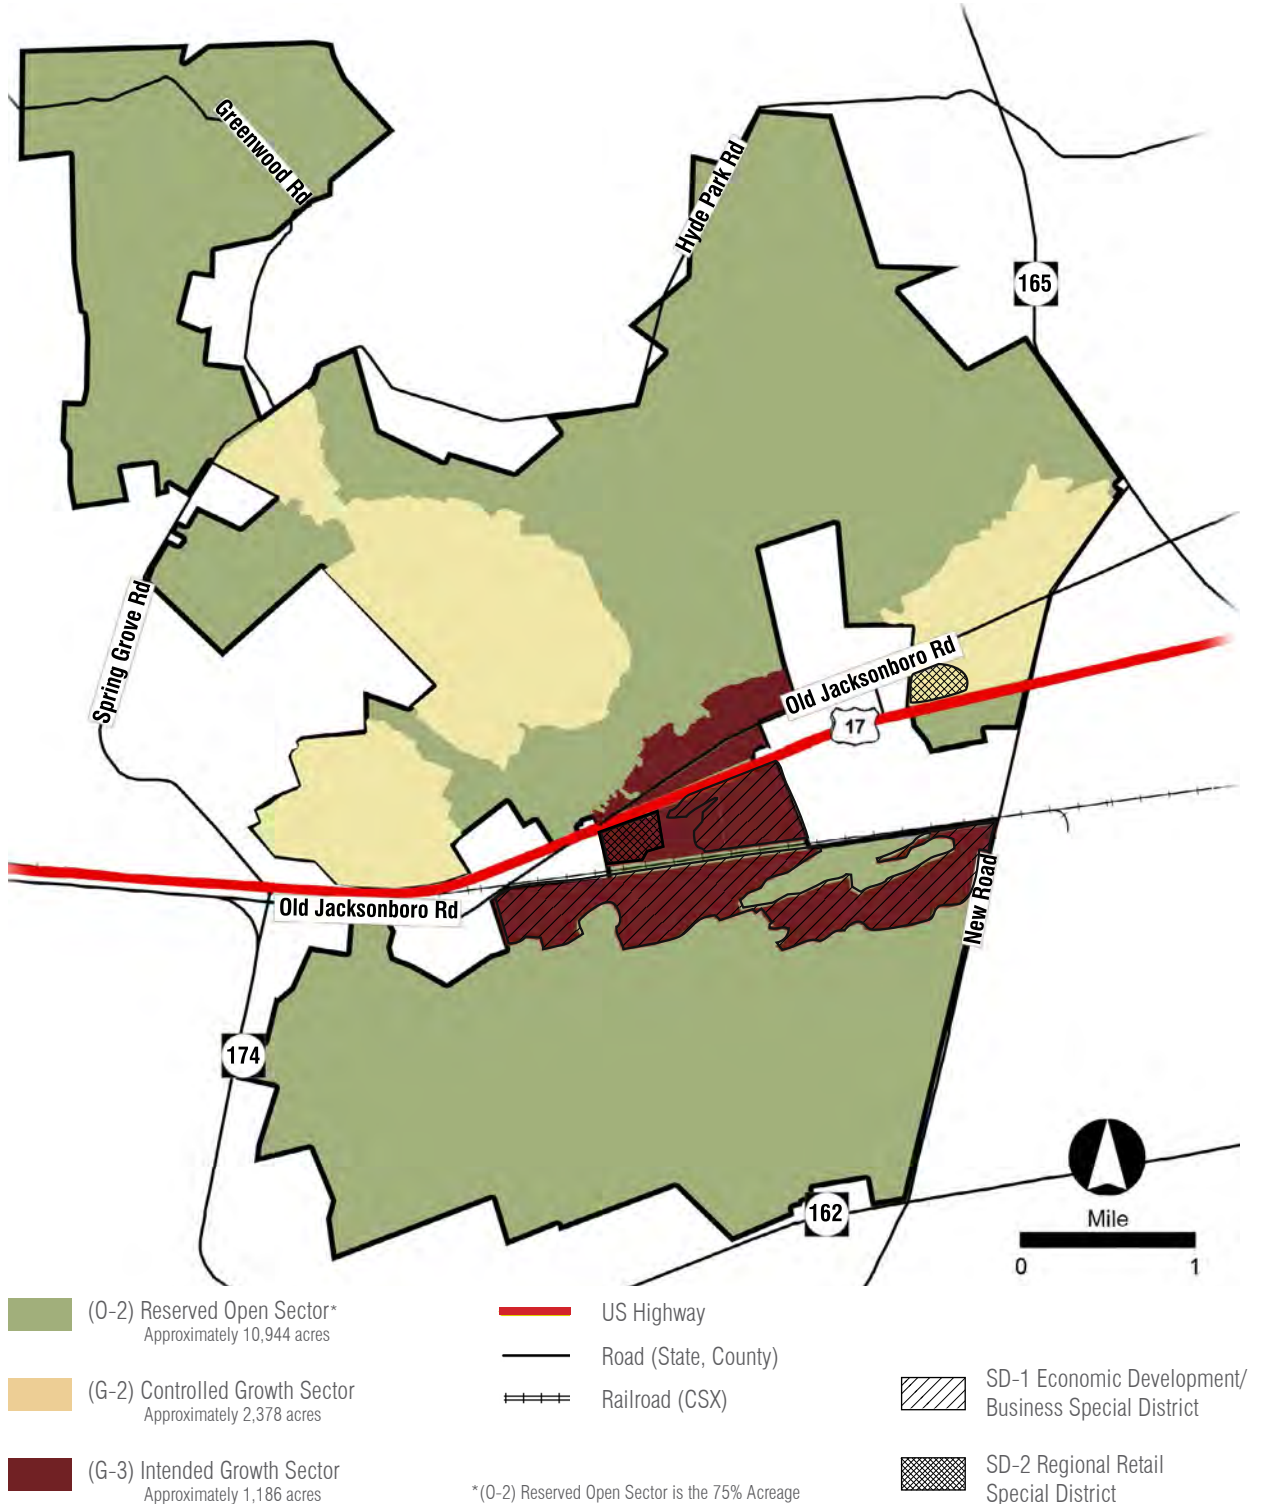 Greenwood Rd
Hyde Park Rd
165
Spring Grove Rd
Old Jacksonboro Rd
17
Old Jacksonboro Rd
New Road
174
162
Mile
0 1
(O-2) Reserved Open Sector*
Approximately 10,944 acres
(G-2) Controlled Growth Sector
Approximately 2,378 acres
(G-3) Intended Growth Sector
Approximately 1,186 acres
US Highway
Road (State, County)
Railroad (CSX)
*(O-2) Reserved Open Sector is the 75% Acreage
SD-1 Economic Development/
Business Special District
SD-2 Regional Retail
Special District